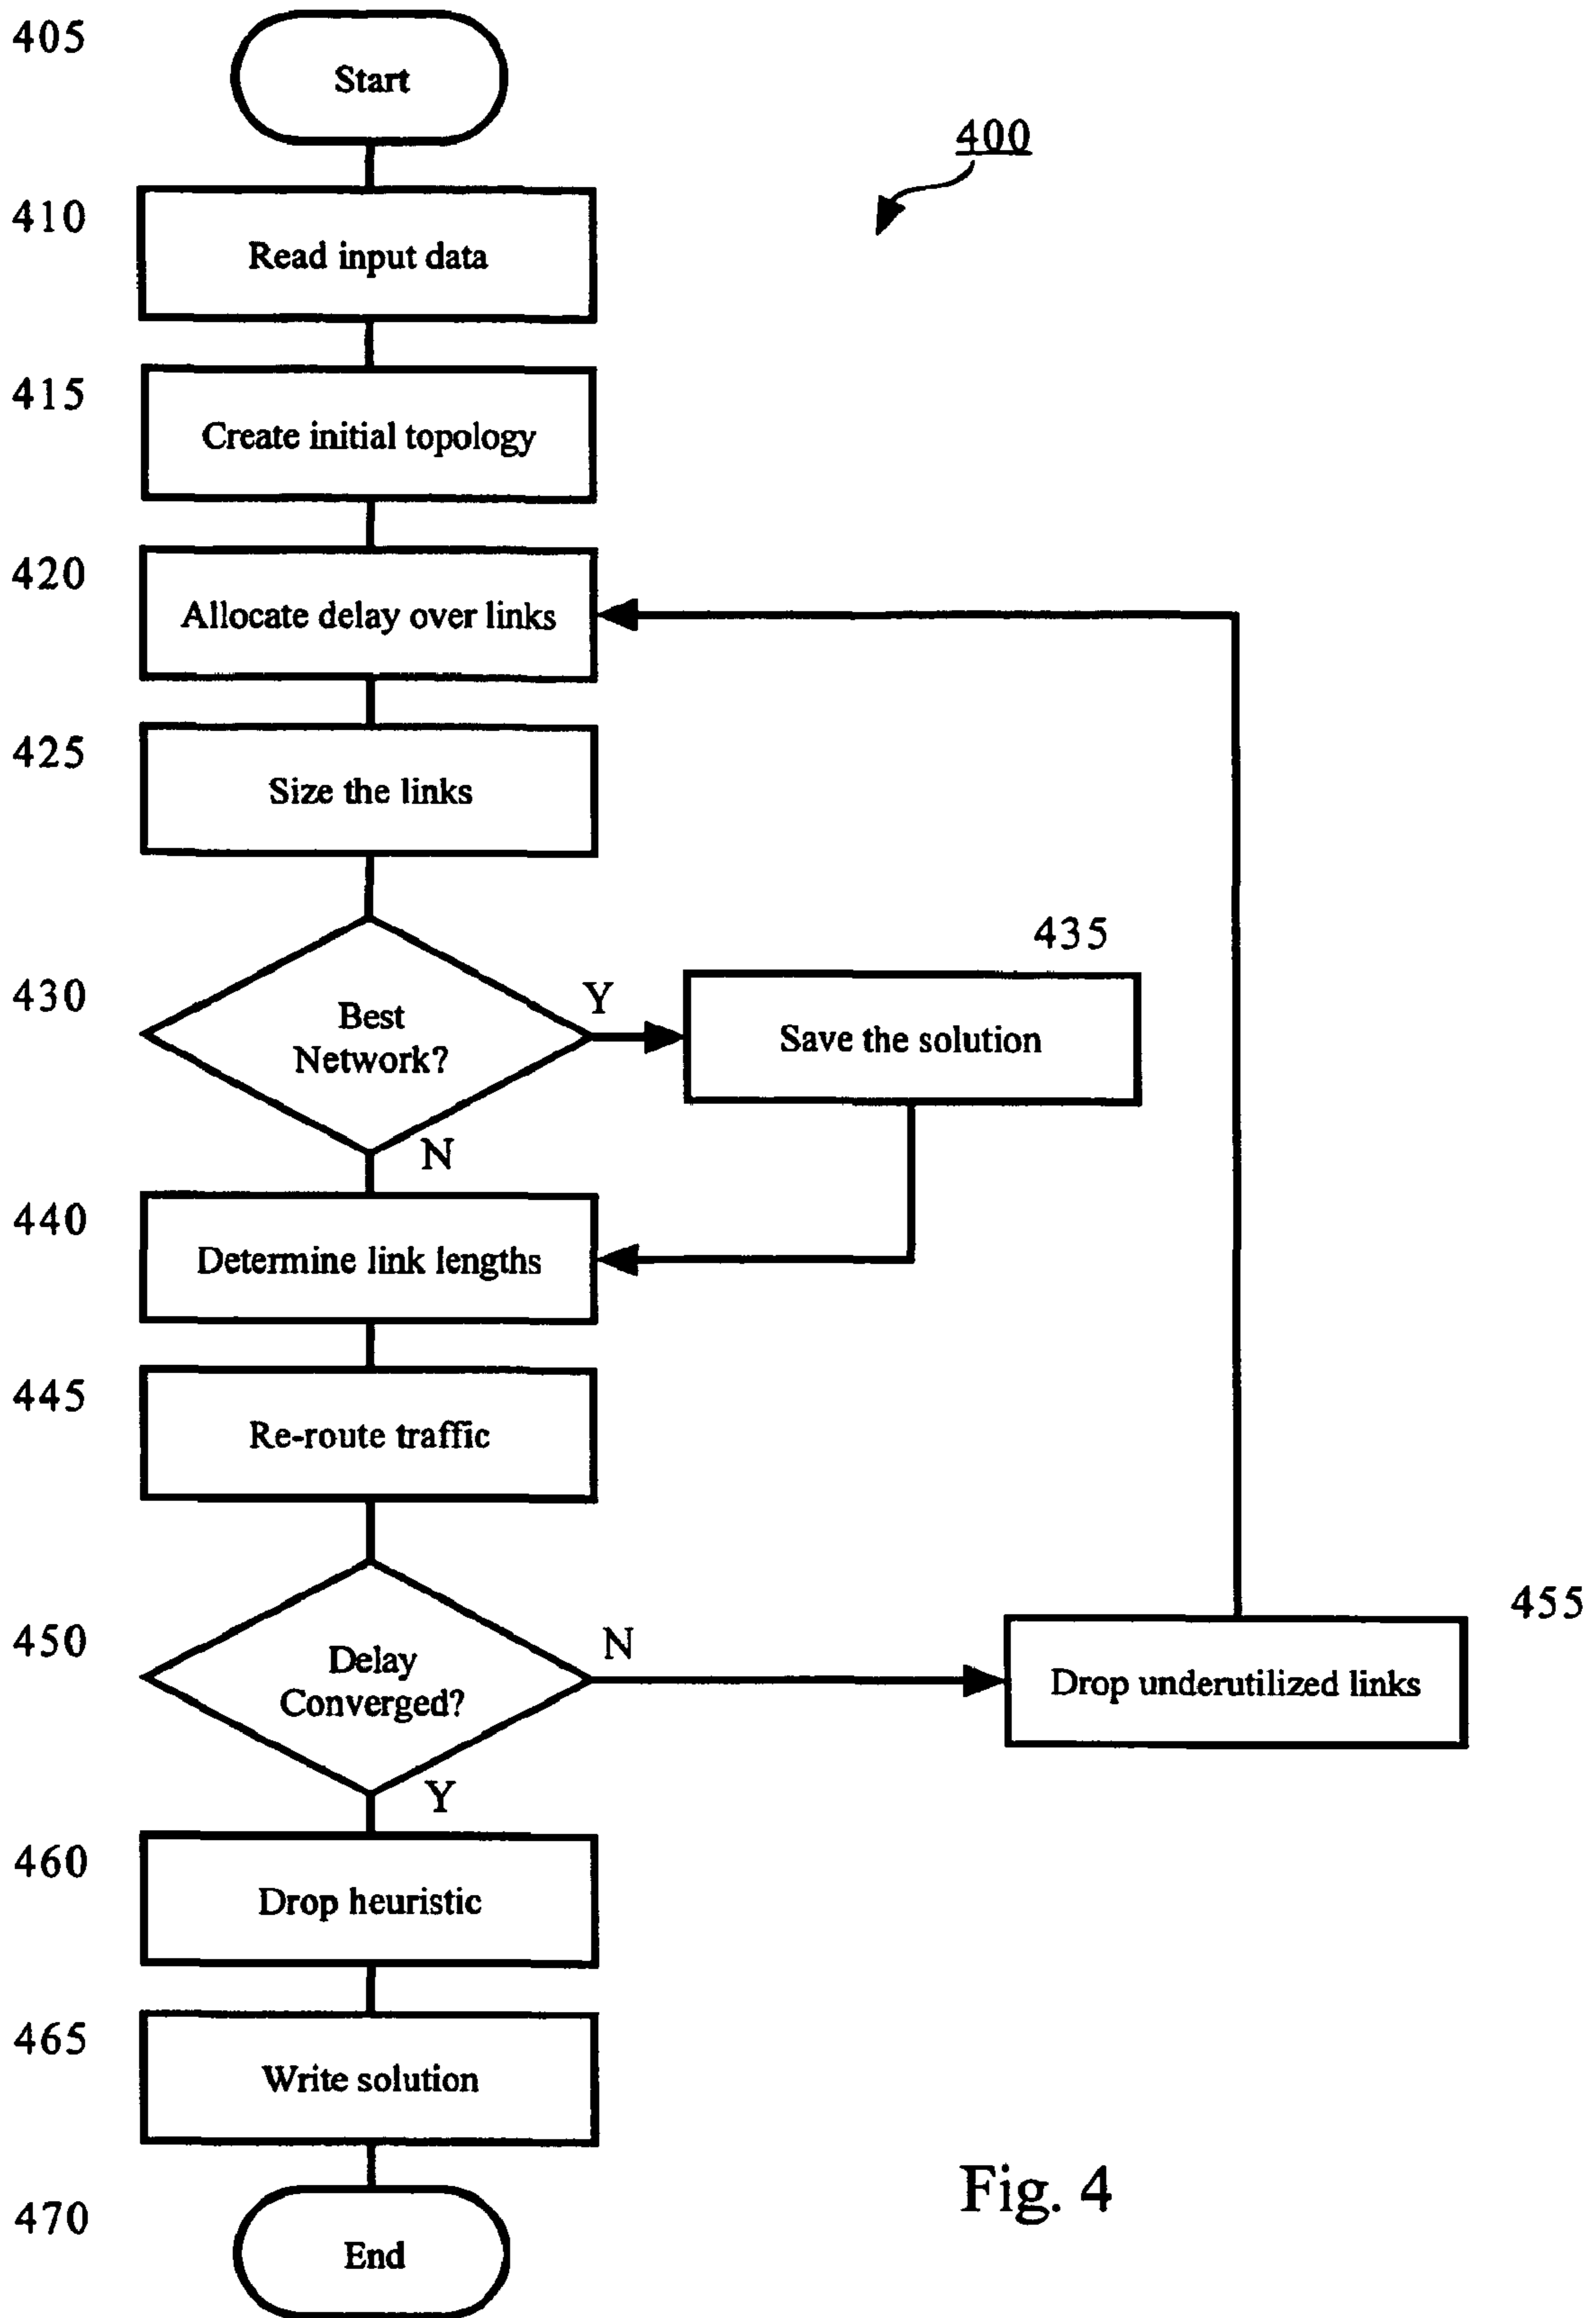 405
Start
400
410
Read input data
415
Create initial topology
420
Allocate delay over links
425
Size the links
435
430
Best
Network?
Y
Save the solution
N
440
Determine link lengths
445
Re-route traffic
455
450
Delay
Converged?
N
Drop underutilized links
Y
460
Drop heuristic
465
Write solution
470
End
Fig. 4